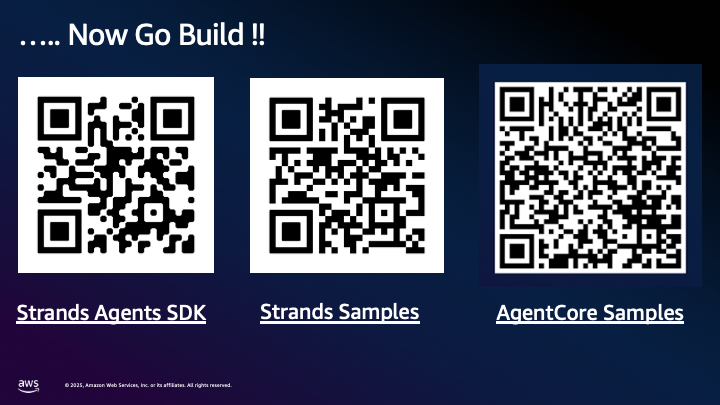 ….. Now Go Build !!
Strands Agents SDK
Strands Samples
AgentCore Samples
aws
© 2025, Amazon Web Services, Inc. or its affiliates. All rights reserved.